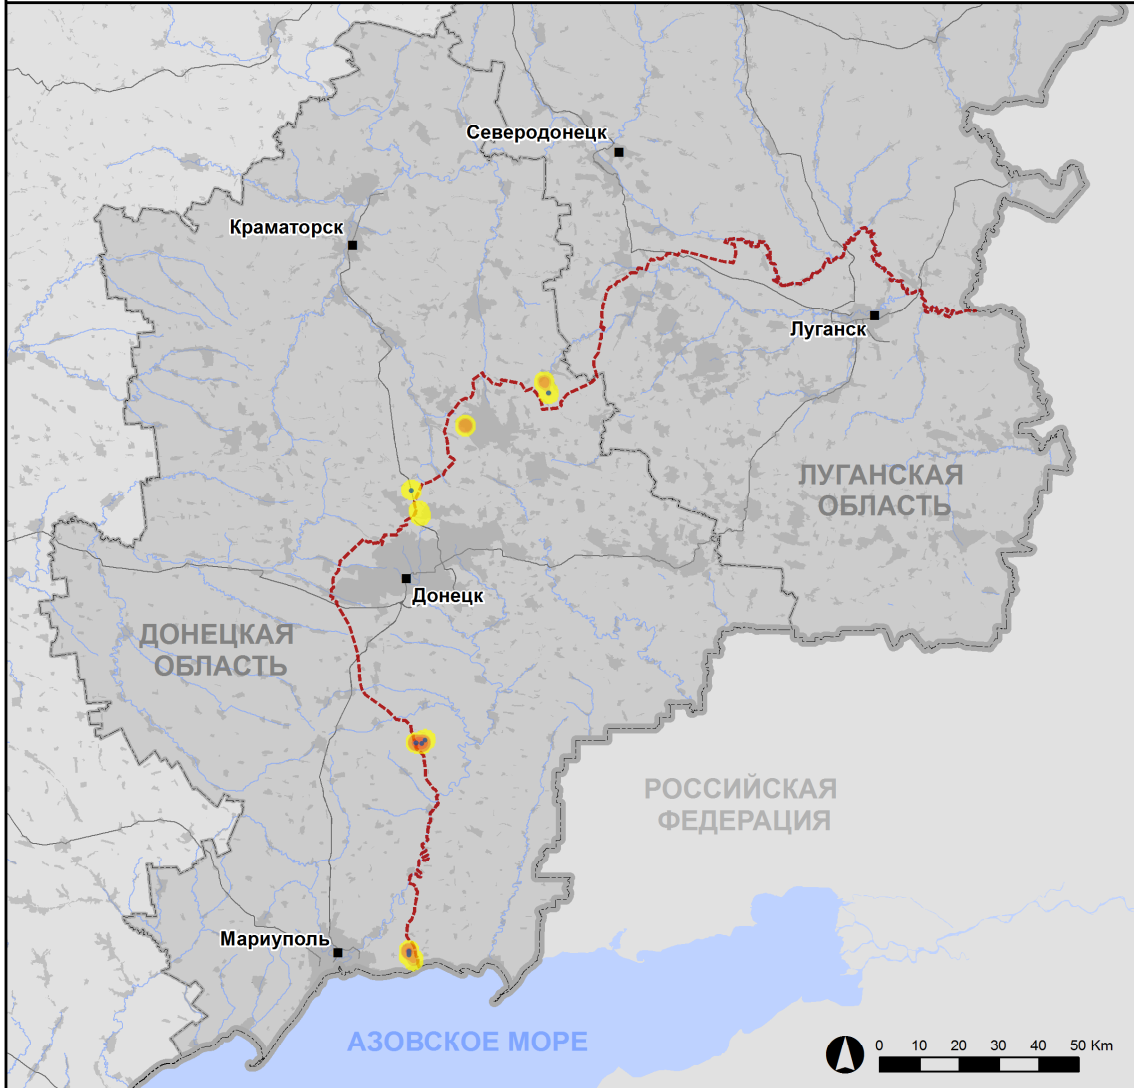 Северодонецк
Краматорск
Луганск
ЛУГАНСКАЯ
ОБЛАСТЬ
Донецк
ДОНЕЦКАЯ
ОБЛАСТЬ
РОССИЙСКАЯ
ФЕДЕРАЦИЯ
Мариуполь
АЗОВСКОЕ МОРЕ
0 10 20 30 40 50 Km